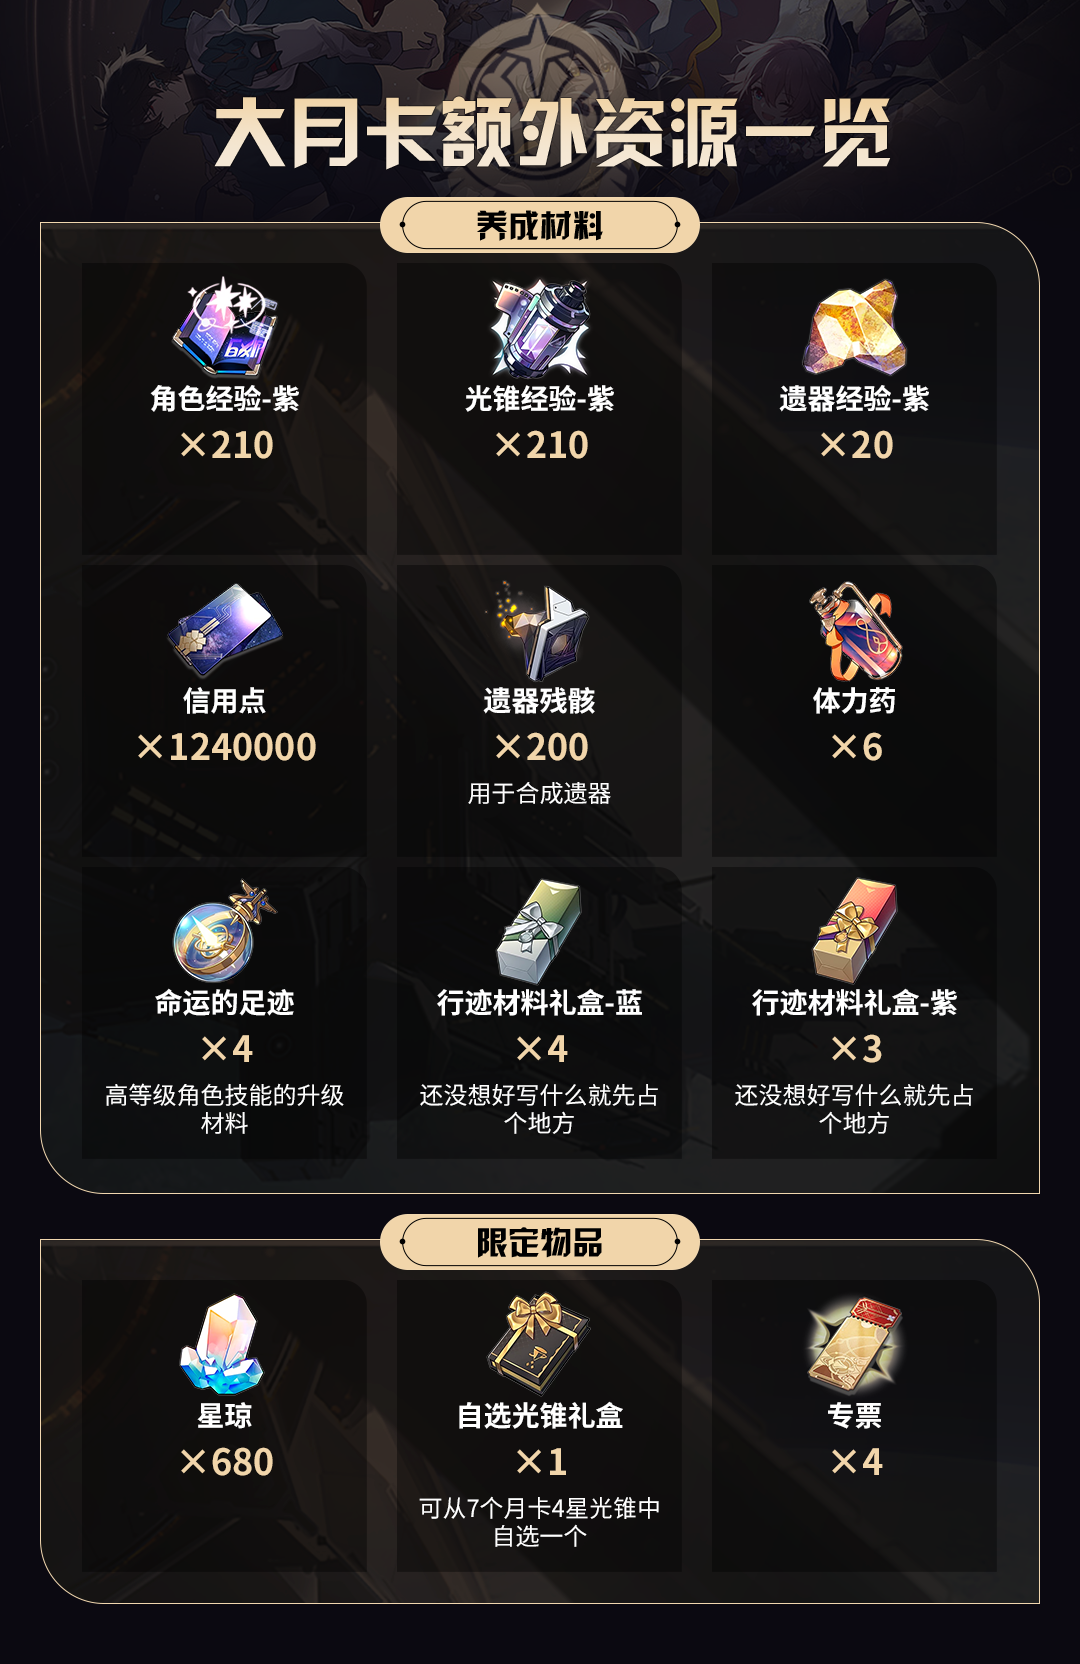 大月卡额外资源一览
养成材料
角色经验-紫
×210
光锥经验-紫
×210
遗器经验-紫
×20
信用点
×1240000
遗器残骸
×200
用于合成遗器
体力药
×6
命运的足迹
×4
高等级角色技能的升级
材料
行迹材料礼盒-蓝
×4
还没想好写什么就先占
个地方
行迹材料礼盒-紫
×3
还没想好写什么就先占
个地方
限定物品
星琼
×680
自选光锥礼盒
×1
可从7个月卡4星光锥中
自选一个
专票
×4